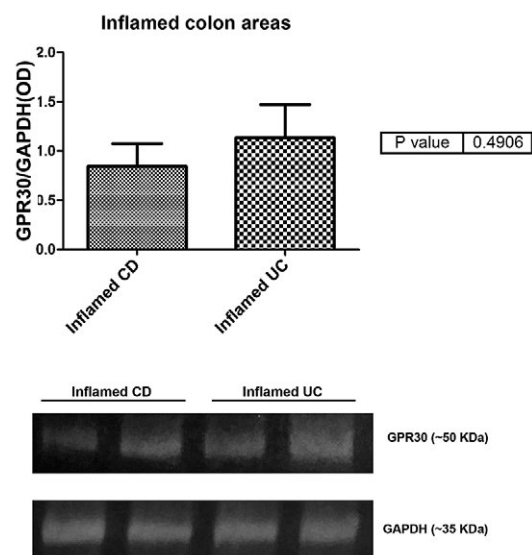 Inflamed colon areas
GPR30/GAPDH(OD)
2.0
1.5
1.0
0.5
0.0
Inflamed CD
Inflamed UC
P value 0.4906
Inflamed CD Inflamed UC
GPR30 (~50 KDa)
GAPDH (~35 KDa)